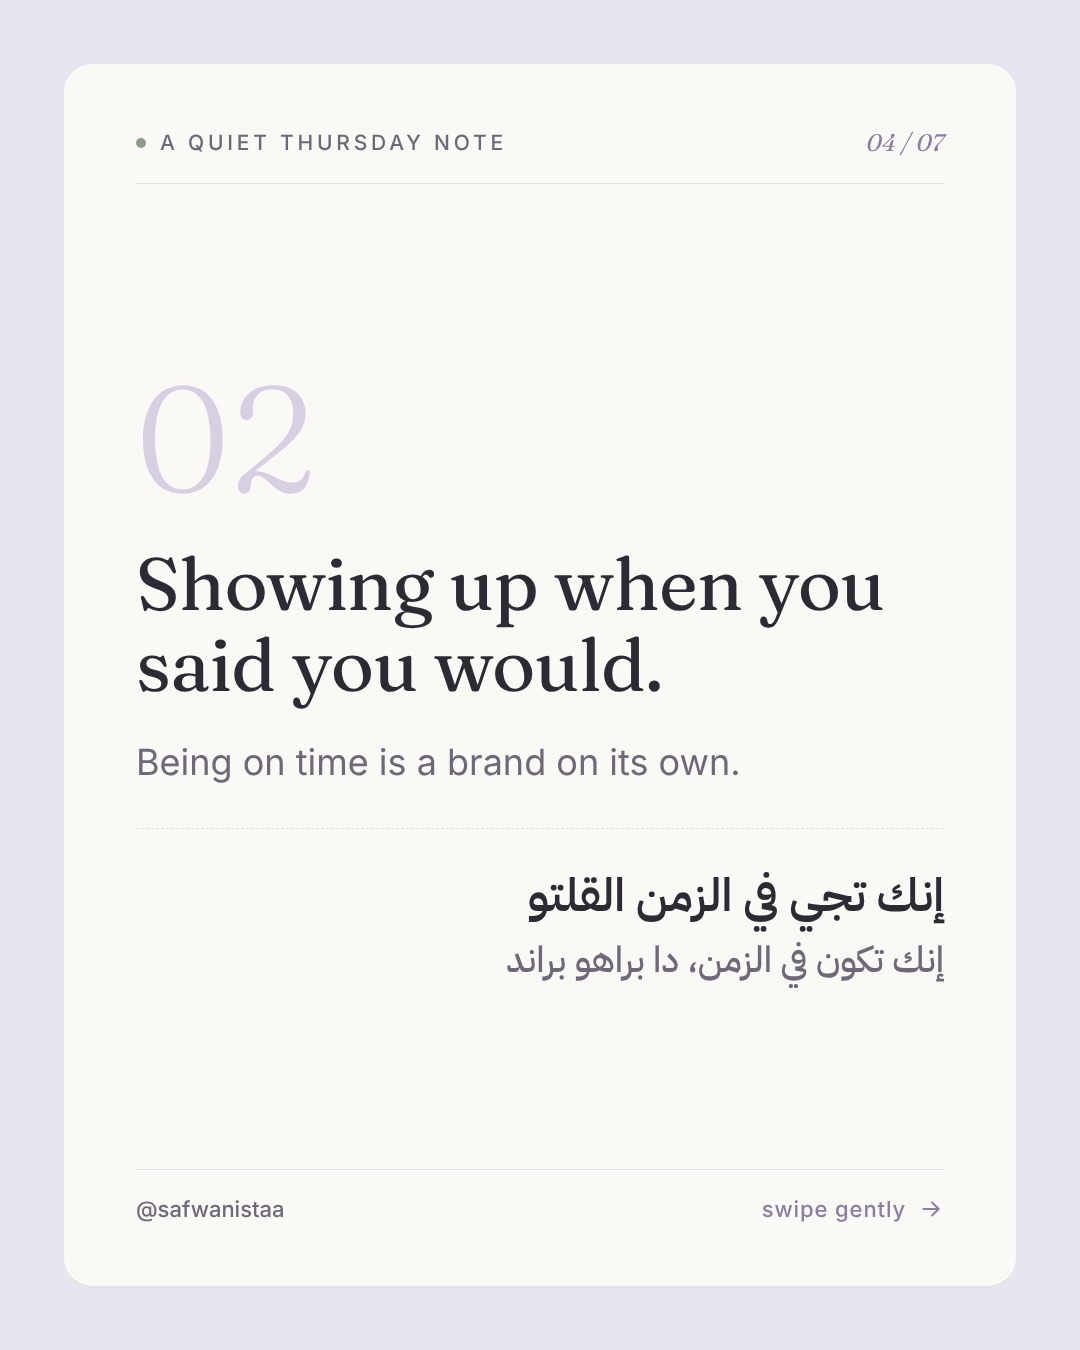 A QUIET THURSDAY NOTE
04 / 07
02
Showing up when you
said you would.
Being on time is a brand on its own.
إنك تجي في الزمن القلتو
إنك تكون في الزمن، دا براهو براند
@safwanistaa
swipe gently →